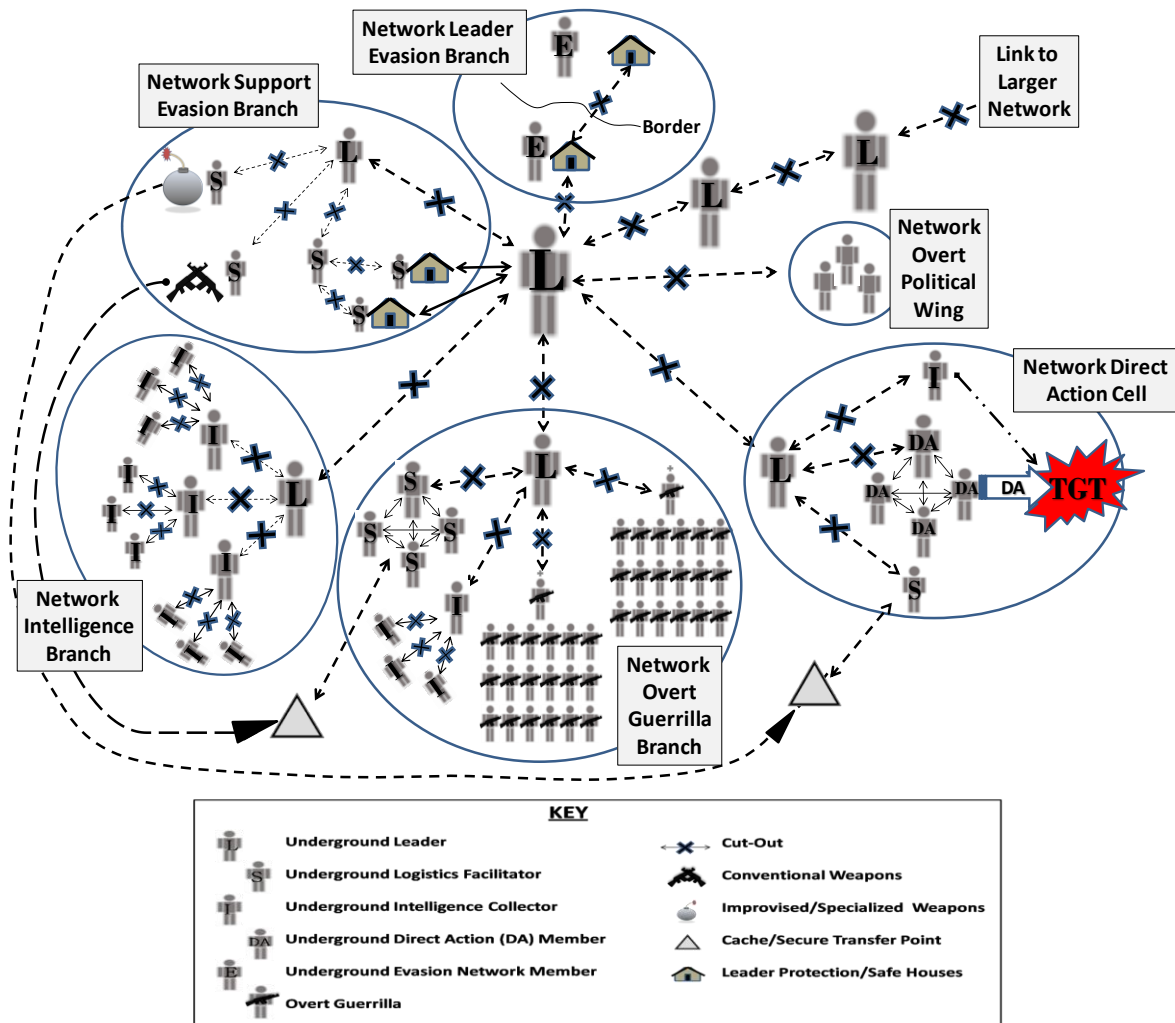 Network Leader
Evasion Branch
E
Link to
Larger
Network
Network Support
Evasion Branch
Border
E
L
L
L
S
S
S
S
S
L
Network
Overt
Political
Wing
Network Direct
Action Cell
I
I
I
I
I
I
I
I
L
I
I
I
I
I
I
Network
Intelligence
Branch
L
S
S
S
S
I
I
I
I
Network
Overt
Guerrilla
Branch
I
L
DA
DA
DA
DA
DA
TGT
S
KEY
L Underground Leader
S Underground Logistics Facilitator
I Underground Intelligence Collector
DA Underground Direct Action (DA) Member
E Underground Evasion Network Member
Overt Guerrilla
Cut-Out
Conventional Weapons
Improvised/Specialized Weapons
Cache/Secure Transfer Point
Leader Protection/Safe Houses